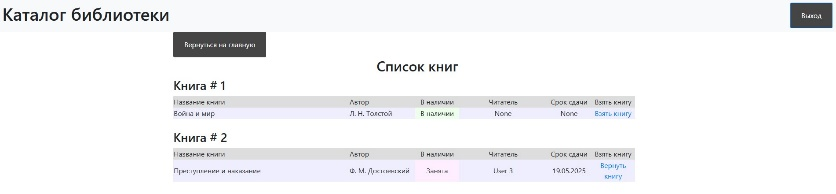 Каталог библиотеки
Выход
Вернуться на главную
Список книг
Книга # 1
Название книги Автор В наличии Читатель Срок сдачи Взять книгу
Война и мир Л. Н. Толстой В наличии None None Взять книгу
Книга # 2
Название книги Автор В наличии Читатель Срок сдачи Взять книгу
Преступление и наказание Ф. М. Достоевский Занята User 3 19.05.2025 Вернуть
книгу